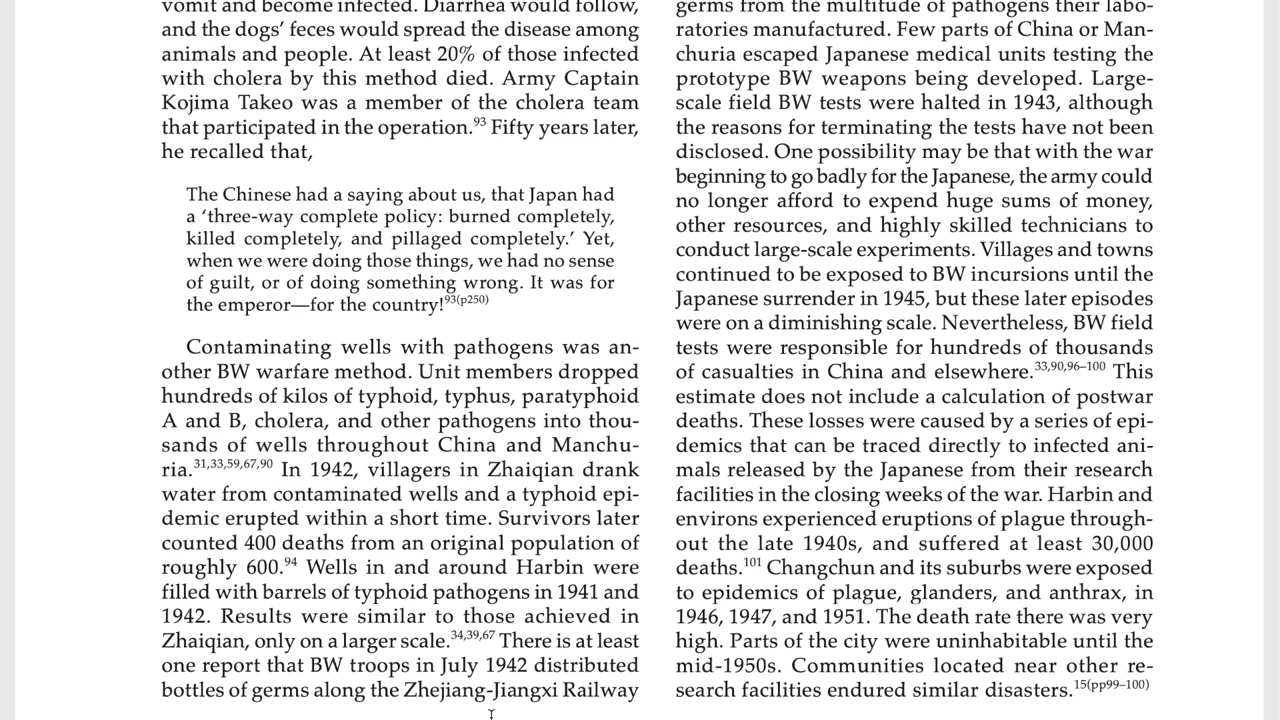 vomit and become infected. Diarrhea would follow,
and the dogs’ feces would spread the disease among
animals and people. At least 20% of those infected
with cholera by this method died. Army Captain
Kojima Takeo was a member of the cholera team
that participated in the operation.93 Fifty years later,
he recalled that,
The Chinese had a saying about us, that Japan had
a ‘three-way complete policy: burned completely,
killed completely, and pillaged completely.’ Yet,
when we were doing those things, we had no sense
of guilt, or of doing something wrong. It was for
the emperor—for the country!93(p250)
Contaminating wells with pathogens was an-
other BW warfare method. Unit members dropped
hundreds of kilos of typhoid, typhus, paratyphoid
A and B, cholera, and other pathogens into thou-
sands of wells throughout China and Manchu-
ria.31,33,59,67,90 In 1942, villagers in Zhaiqian drank
water from contaminated wells and a typhoid epi-
demic erupted within a short time. Survivors later
counted 400 deaths from an original population of
roughly 600.94 Wells in and around Harbin were
filled with barrels of typhoid pathogens in 1941 and
1942. Results were similar to those achieved in
Zhaiqian, only on a larger scale.34,39,67 There is at least
one report that BW troops in July 1942 distributed
bottles of germs along the Zhejiang-Jiangxi Railway
germs from the multitude of pathogens their labo-
ratories manufactured. Few parts of China or Man-
churia escaped Japanese medical units testing the
prototype BW weapons being developed. Large-
scale field BW tests were halted in 1943, although
the reasons for terminating the tests have not been
disclosed. One possibility may be that with the war
beginning to go badly for the Japanese, the army could
no longer afford to expend huge sums of money,
other resources, and highly skilled technicians to
conduct large-scale experiments. Villages and towns
continued to be exposed to BW incursions until the
Japanese surrender in 1945, but these later episodes
were on a diminishing scale. Nevertheless, BW field
tests were responsible for hundreds of thousands
of casualties in China and elsewhere.33,90,96–100 This
estimate does not include a calculation of postwar
deaths. These losses were caused by a series of epi-
demics that can be traced directly to infected ani-
mals released by the Japanese from their research
facilities in the closing weeks of the war. Harbin and
environs experienced eruptions of plague through-
out the late 1940s, and suffered at least 30,000
deaths.101 Changchun and its suburbs were exposed
to epidemics of plague, glanders, and anthrax, in
1946, 1947, and 1951. The death rate there was very
high. Parts of the city were uninhabitable until the
mid-1950s. Communities located near other re-
search facilities endured similar disasters.15(pp99–100)